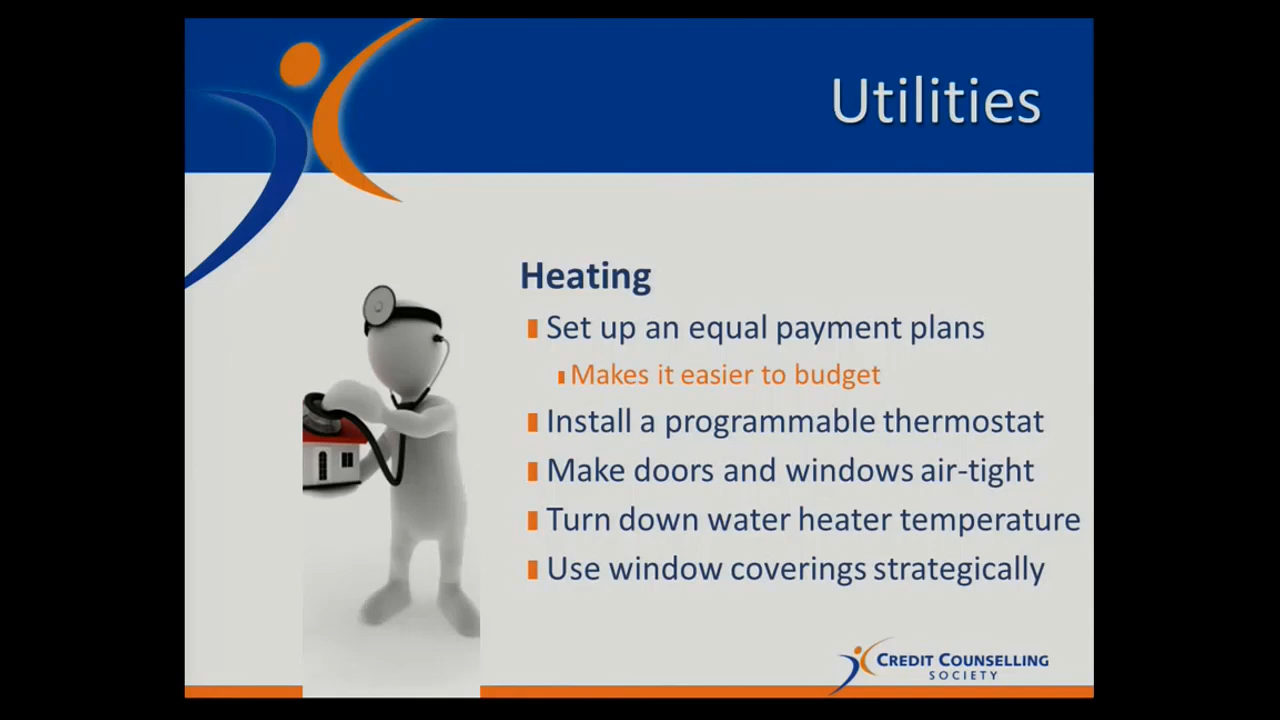 Utilities
Heating
Set up an equal payment plans
Makes it easier to budget
Install a programmable thermostat
Make doors and windows air-tight
Turn down water heater temperature
Use window coverings strategically
CREDIT COUNSELLING
SOCIETY